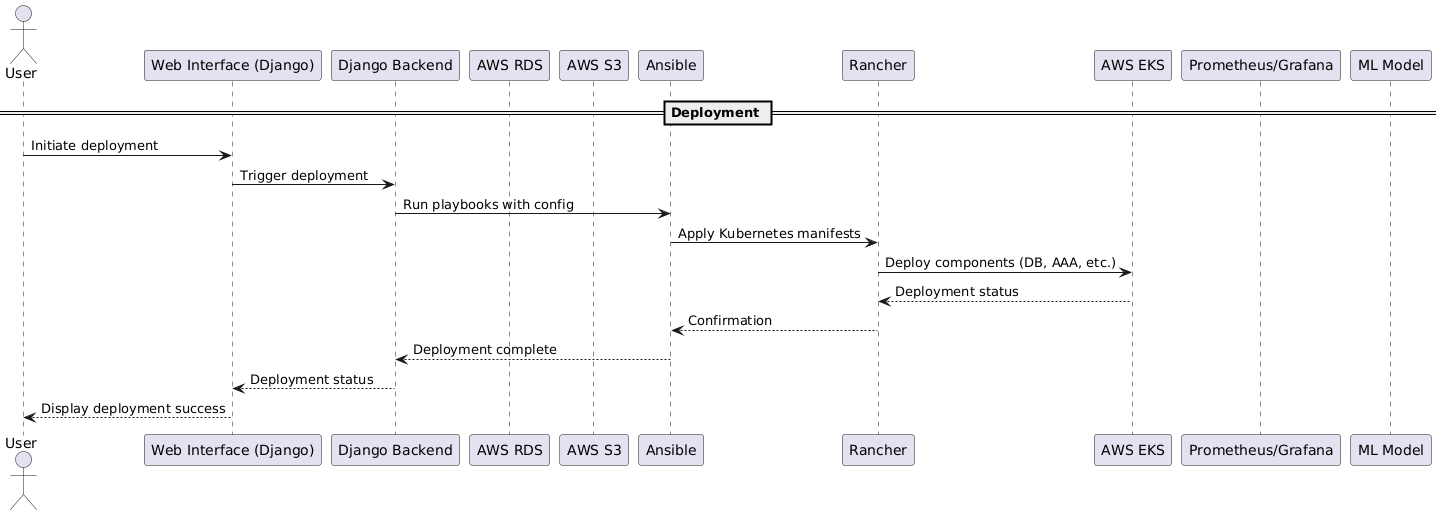 User
Web Interface (Django)
Django Backend
AWS RDS
AWS S3
Ansible
Rancher
AWS EKS
Prometheus/Grafana
ML Model
Deployment
Initiate deployment
Trigger deployment
Run playbooks with config
Apply Kubernetes manifests
Deploy components (DB, AAA, etc.)
Deployment status
Confirmation
Deployment complete
Deployment status
Display deployment success
User
Web Interface (Django)
Django Backend
AWS RDS
AWS S3
Ansible
Rancher
AWS EKS
Prometheus/Grafana
ML Model